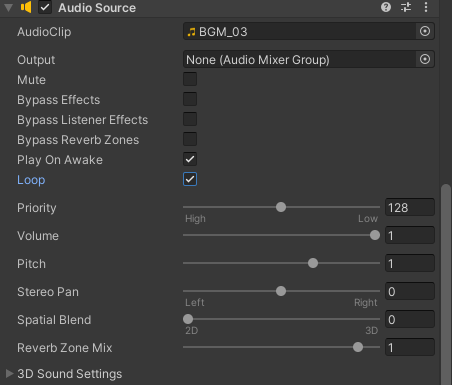 Audio Source
AudioClip BGM_03
Output None (Audio Mixer Group)
Mute
Bypass Effects
Bypass Listener Effects
Bypass Reverb Zones
Play On Awake
Loop
Priority 128
High Low
Volume 1
Pitch 1
Stereo Pan 0
Left Right
Spatial Blend 0
2D 3D
Reverb Zone Mix 1
3D Sound Settings